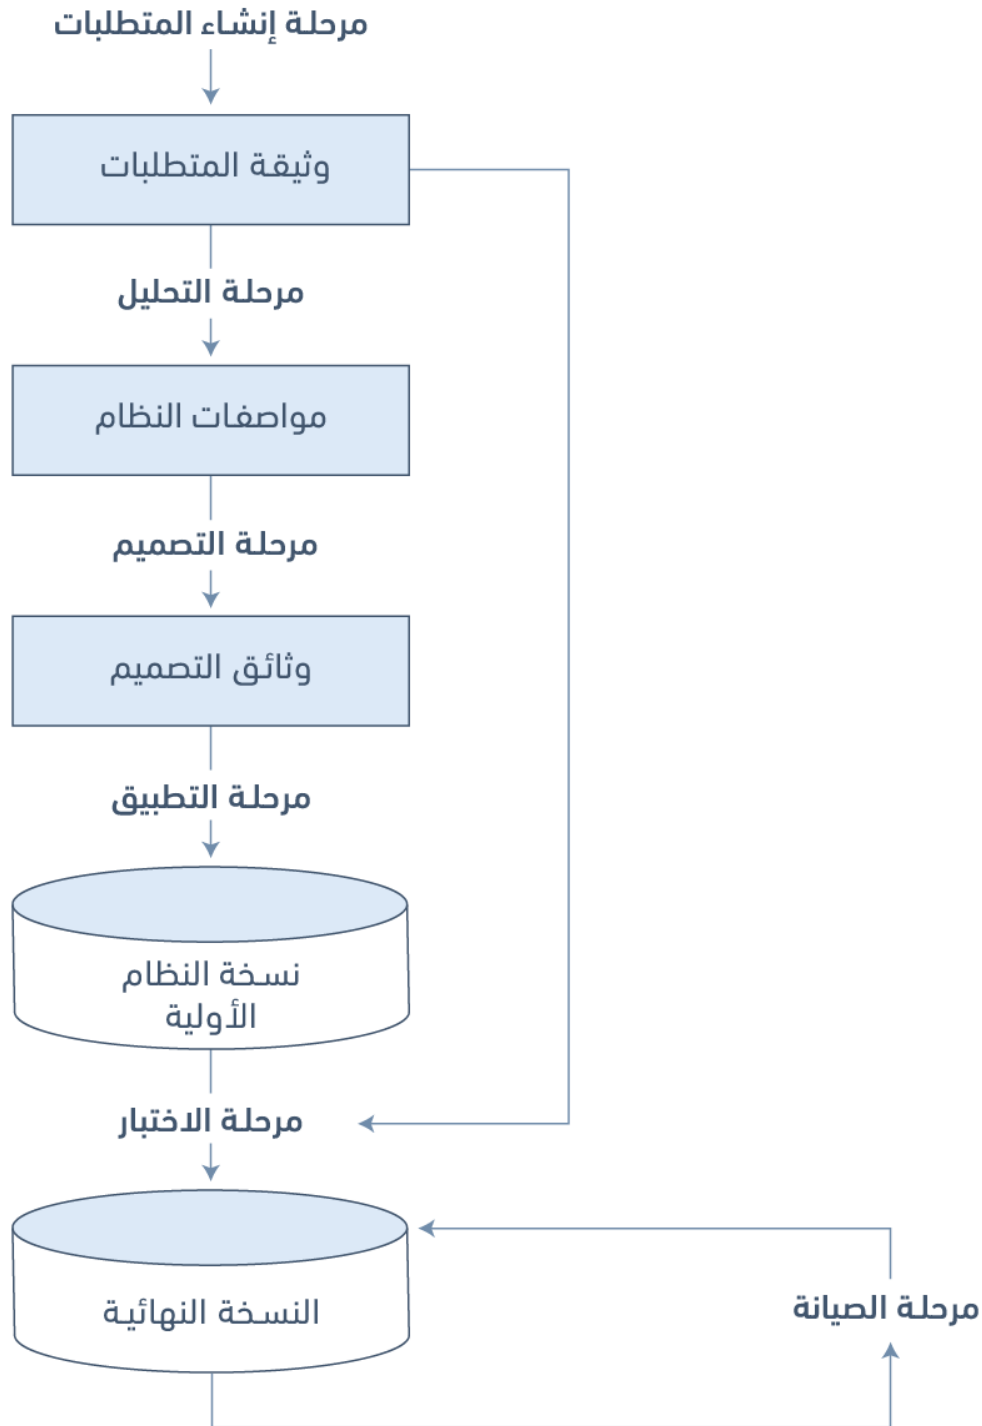 مرحلة إنشاء المتطلبات
وثيقة المتطلبات
مرحلة التحليل
مواصفات النظام
مرحلة التصميم
وثائق التصميم
مرحلة التطبيق
نسخة النظام
الأولية
مرحلة الاختبار
النسخة النهائية
مرحلة الصيانة